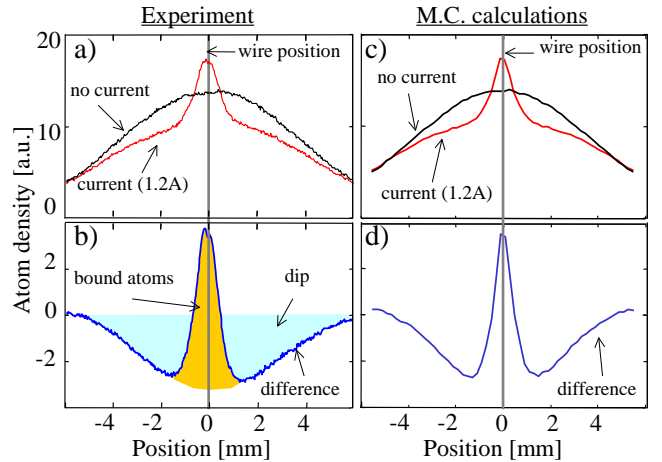 Experiment
M.C. calculations
Atom density [a.u.]
20
10
0
a)
wire position
no current
current (1.2A)
c)
wire position
no current
current (1.2A)
2
0
-2
b)
bound atoms
dip
difference
d)
difference
-4 -2 0 2 4
Position [mm]
-4 -2 0 2 4
Position [mm]